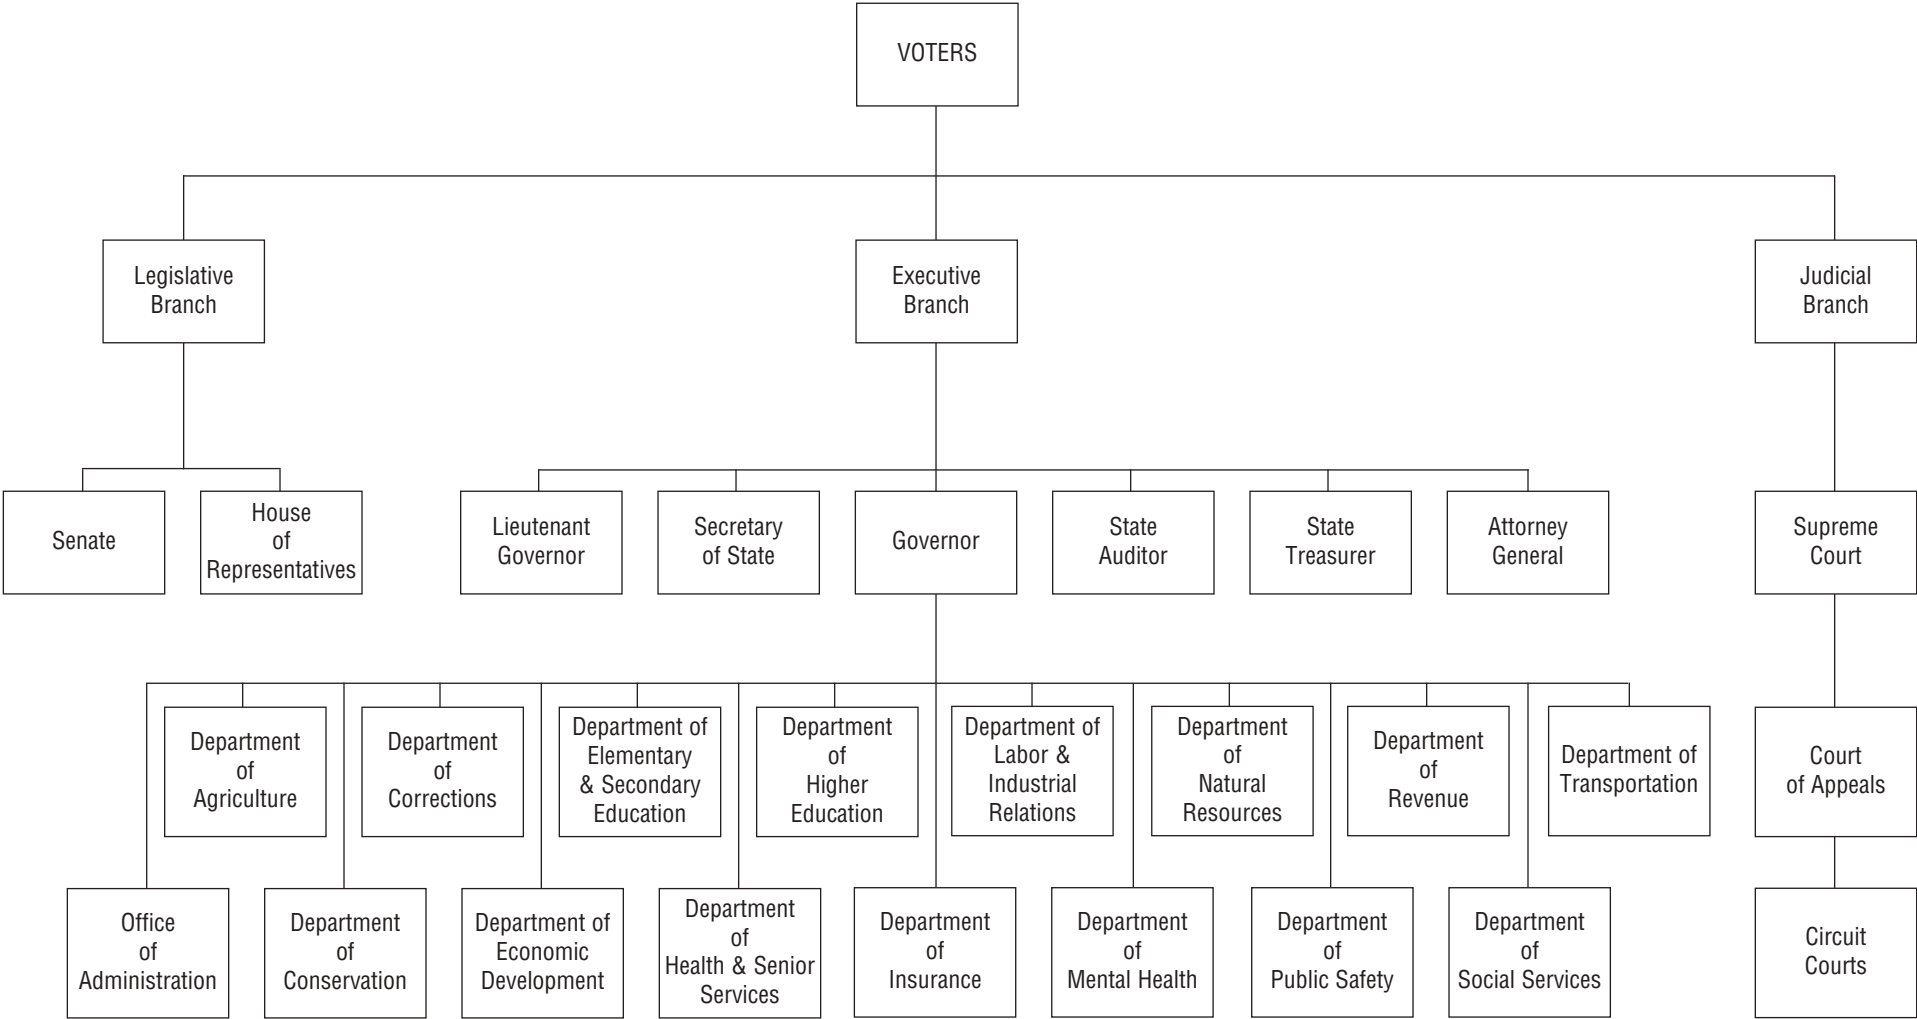 VOTERS
Legislative
Branch
Executive
Branch
Judicial
Branch
Senate
House
of
Representatives
Lieutenant
Governor
Secretary
of State
Governor
State
Auditor
State
Treasurer
Attorney
General
Supreme
Court
Department
of
Agriculture
Department
of
Corrections
Department of
Elementary
& Secondary
Education
Department
of
Higher
Education
Department of
Labor &
Industrial
Relations
Department
of
Natural
Resources
Department
of
Revenue
Department of
Transportation
Court
of Appeals
Office
of
Administration
Department
of
Conservation
Department of
Economic
Development
Department
of
Health & Senior
Services
Department
of
Insurance
Department
of
Mental Health
Department
of
Public Safety
Department
of
Social Services
Circuit
Courts